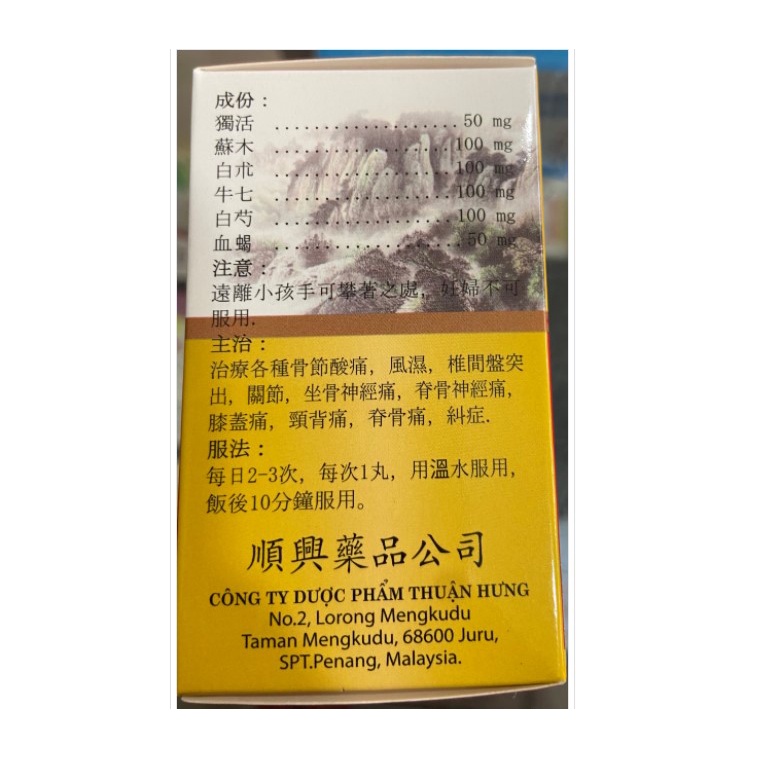 成份：
獨活 ........................ 50 mg
蘇木 ........................ 100 mg
白朮 ........................ 100 mg
牛七 ........................ 100 mg
白芍 ........................ 100 mg
血蝎 ........................ 50 mg
注意：
遠離小孩手可攀著之處，妊婦不可
服用.
主治：
治療各種骨節酸痛，風濕，椎間盤突
出，關節，坐骨神經痛，脊骨神經痛，
膝蓋痛，頸背痛，脊骨痛，糾症.
服法：
每日2-3次，每次1丸，用溫水服用，
飯後10分鐘服用。
順興藥品公司
CÔNG TY DƯỢC PHẨM THUẬN HƯNG
No.2, Lorong Mengkudu
Taman Mengkudu, 68600 Juru,
SPT.Penang, Malaysia.